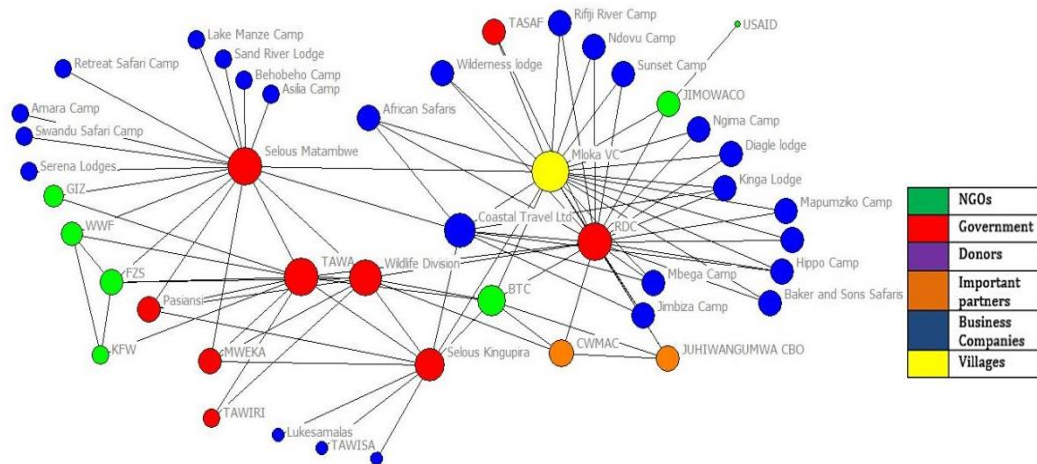 Lake Manze Camp
Sand River Lodge
Retreat Safari Camp
Behobeho Camp
Asilia Camp
Amara Camp
Siwandu Safari Camp
Serena Lodges
GIZ
WWF
FZS
Pasiansi
KFW
MWEKA
TAWIRI
Lukesamalas
TAWISA
Selous Matambwe
TAWA
Wildlife Division
Selous Kingupira
BTC
Coastal Travel Ltd
African Safaris
Wilderness lodge
TASAF
Rifiji River Camp
Ndovu Camp
Sunset Camp
USAID
JIMOWACO
Mloka VC
Ngima Camp
Diagle lodge
Kinga Lodge
Mapumziko Camp
RDC
Hippo Camp
Mbega Camp
Baker and Sons Safaris
Jimbiza Camp
CWMAC
JUHIWANGUMWA CBO
NGOs
Government
Donors
Important
partners
Business
Companies
Villages